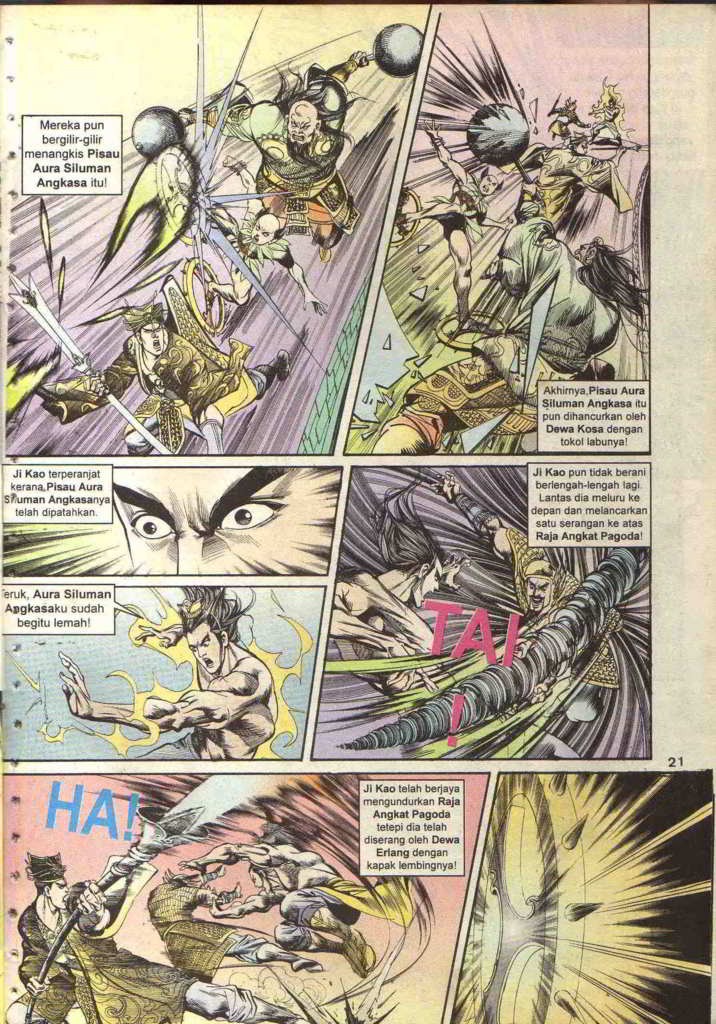 Mereka pun
bergilir-gilir
menangkis Pisau
Aura Siluman
Angkasa itu!
Akhirnya,Pisau Aura
Siluman Angkasa itu
pun dihancurkan oleh
Dewa Kosa dengan
tokol labunya!
Ji Kao terperanjat
kerana,Pisau Aura
Siluman Angkasanya
telah dipatahkan.
Teruk, Aura Siluman
Angkasaku sudah
begitu lemah!
Ji Kao pun tidak berani
berlengah-lengah lagi.
Lantas dia meluru ke
depan dan melancarkan
satu serangan ke atas
Raja Angkat Pagoda!
TAI
!
21
HA!
Ji Kao telah berjaya
mengundurkan Raja
Angkat Pagoda
tetepi dia telah
diserang oleh Dewa
Erlang dengan
kapak lembingnya!